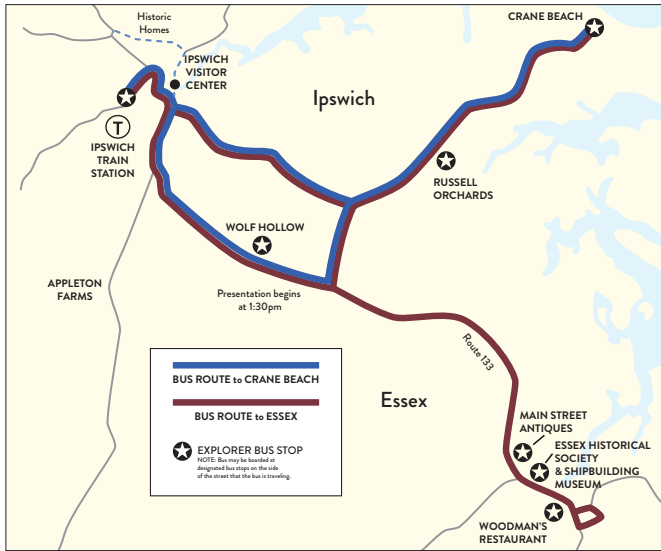 Historic
Homes
CRANE BEACH
IPSWICH
VISITOR
CENTER
Ipswich
T
IPSWICH
TRAIN
STATION
RUSSELL
ORCHARDS
WOLF HOLLOW
APPLETON
FARMS
Presentation begins
at 1:30pm
Route 133
BUS ROUTE to CRANE BEACH
BUS ROUTE to ESSEX
EXPLORER BUS STOP
NOTE: Bus may be boarded at
designated bus stops on the side
of the street that the bus is traveling.
Essex
MAIN STREET
ANTIQUES
ESSEX HISTORICAL
SOCIETY
& SHIPBUILDING
MUSEUM
WOODMAN'S
RESTAURANT